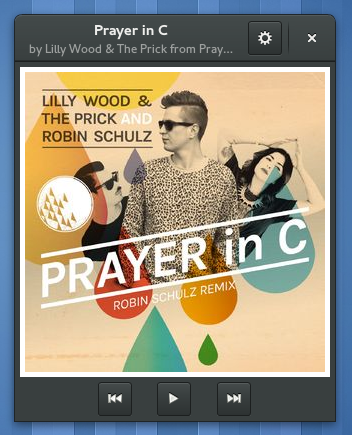 Prayer in C
by Lilly Wood & The Prick from Pray...
LILLY WOOD &
THE PRICK AND
ROBIN SCHULZ
PRAYER in C
ROBIN SCHULZ REMIX